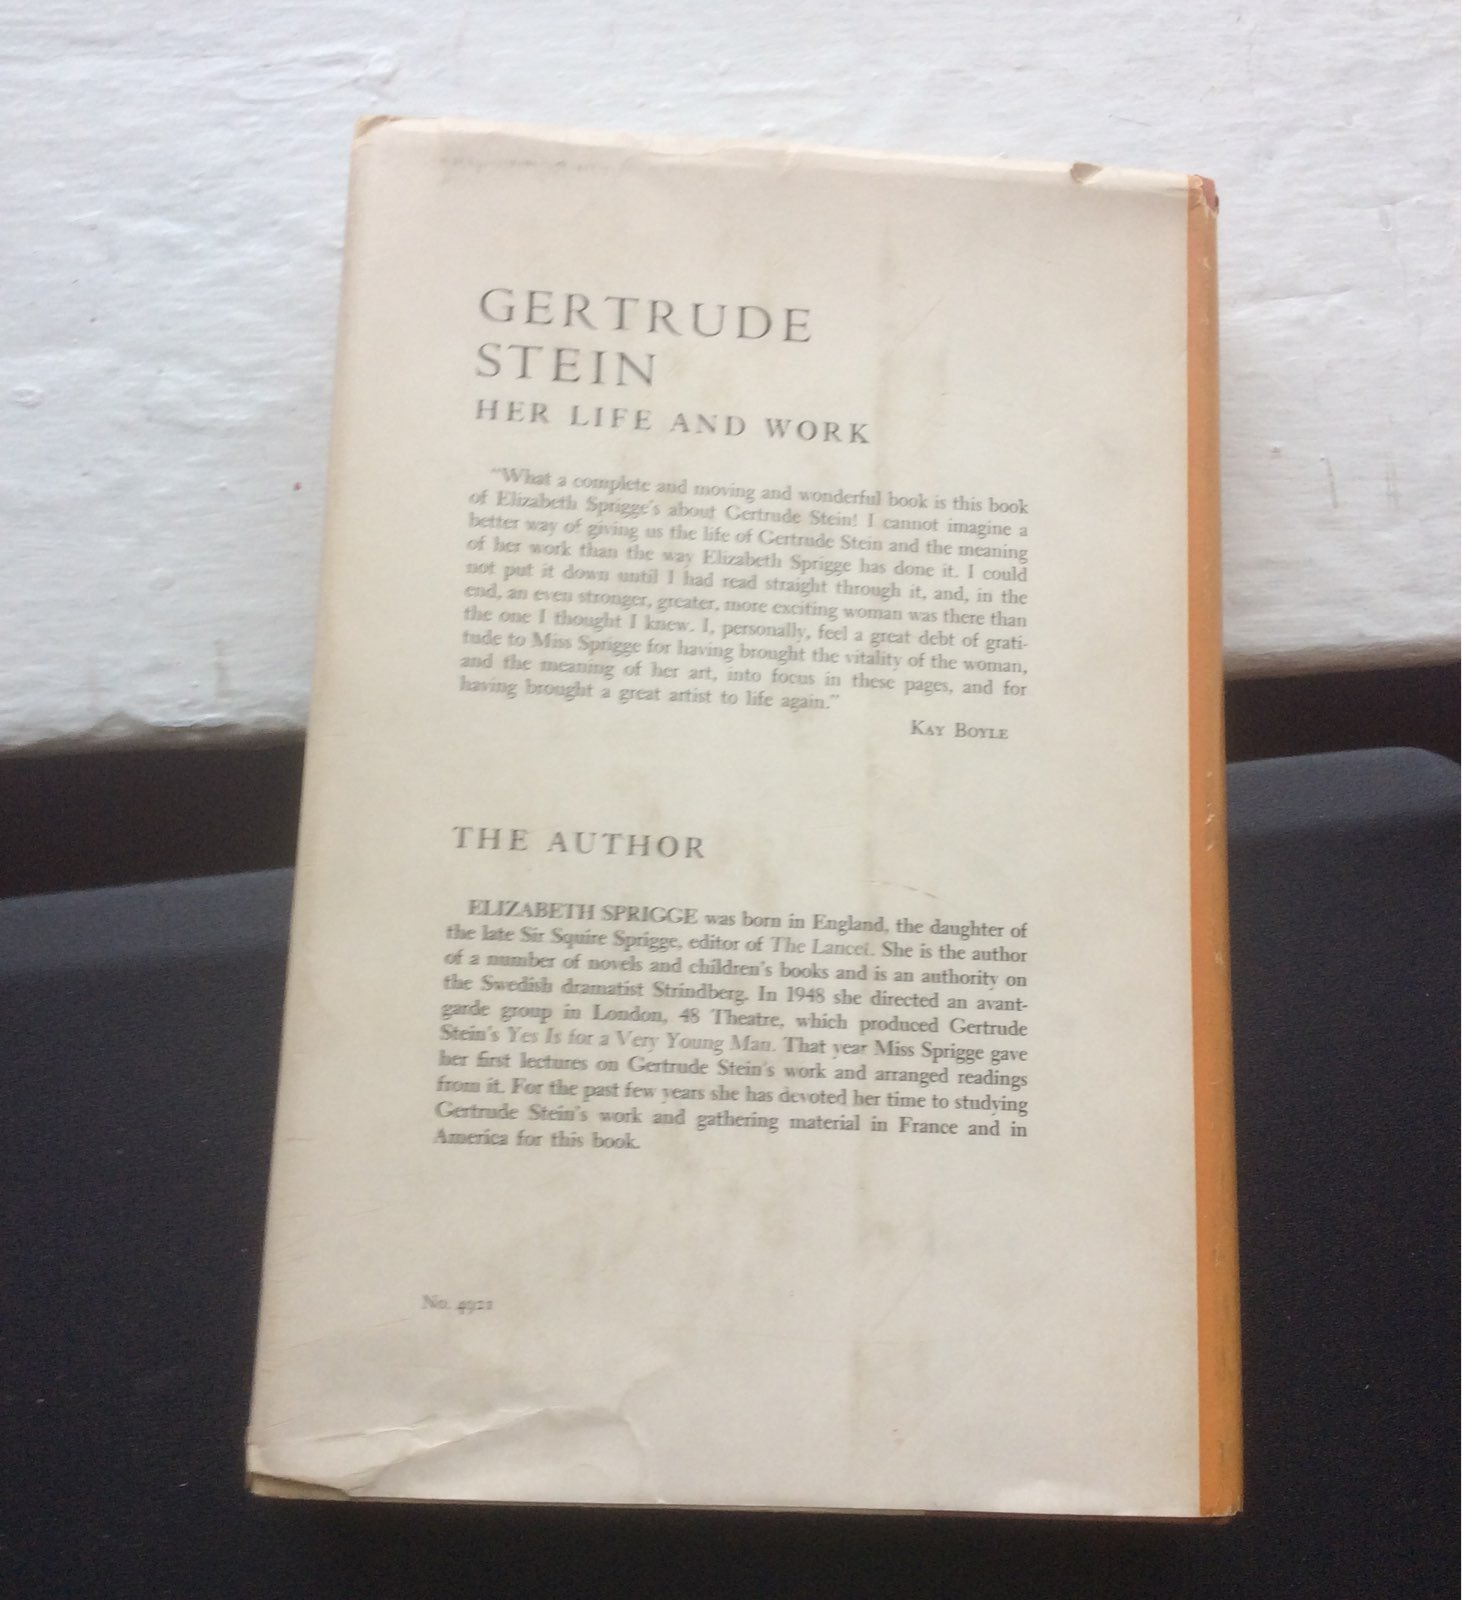 GERTRUDE
STEIN
HER LIFE AND WORK
"What a complete and moving and wonderful book is this book
of Elizabeth Sprigge's about Gertrude Stein! I cannot imagine a
better way of giving us the life of Gertrude Stein and the meaning
of her work than the way Elizabeth Sprigge has done it. I could
not put it down until I had read straight through it, and, in the
end, an even stronger, greater, more exciting woman was there than
the one I thought I knew. I, personally, feel a great debt of grati-
tude to Miss Sprigge for having brought the vitality of the woman,
and the meaning of her art, into focus in these pages, and for
having brought a great artist to life again."
KAY BOYLE
THE AUTHOR
ELIZABETH SPRIGGE was born in England, the daughter of
the late Sir Squire Sprigge, editor of The Lancet. She is the author
of a number of novels and children's books and is an authority on
the Swedish dramatist Strindberg. In 1948 she directed an avant-
garde group in London, 48 Theatre, which produced Gertrude
Stein's Yes Is for a Very Young Man. That year Miss Sprigge gave
her first lectures on Gertrude Stein's work and arranged readings
from it. For the past few years she has devoted her time to studying
Gertrude Stein's work and gathering material in France and in
America for this book.
No.